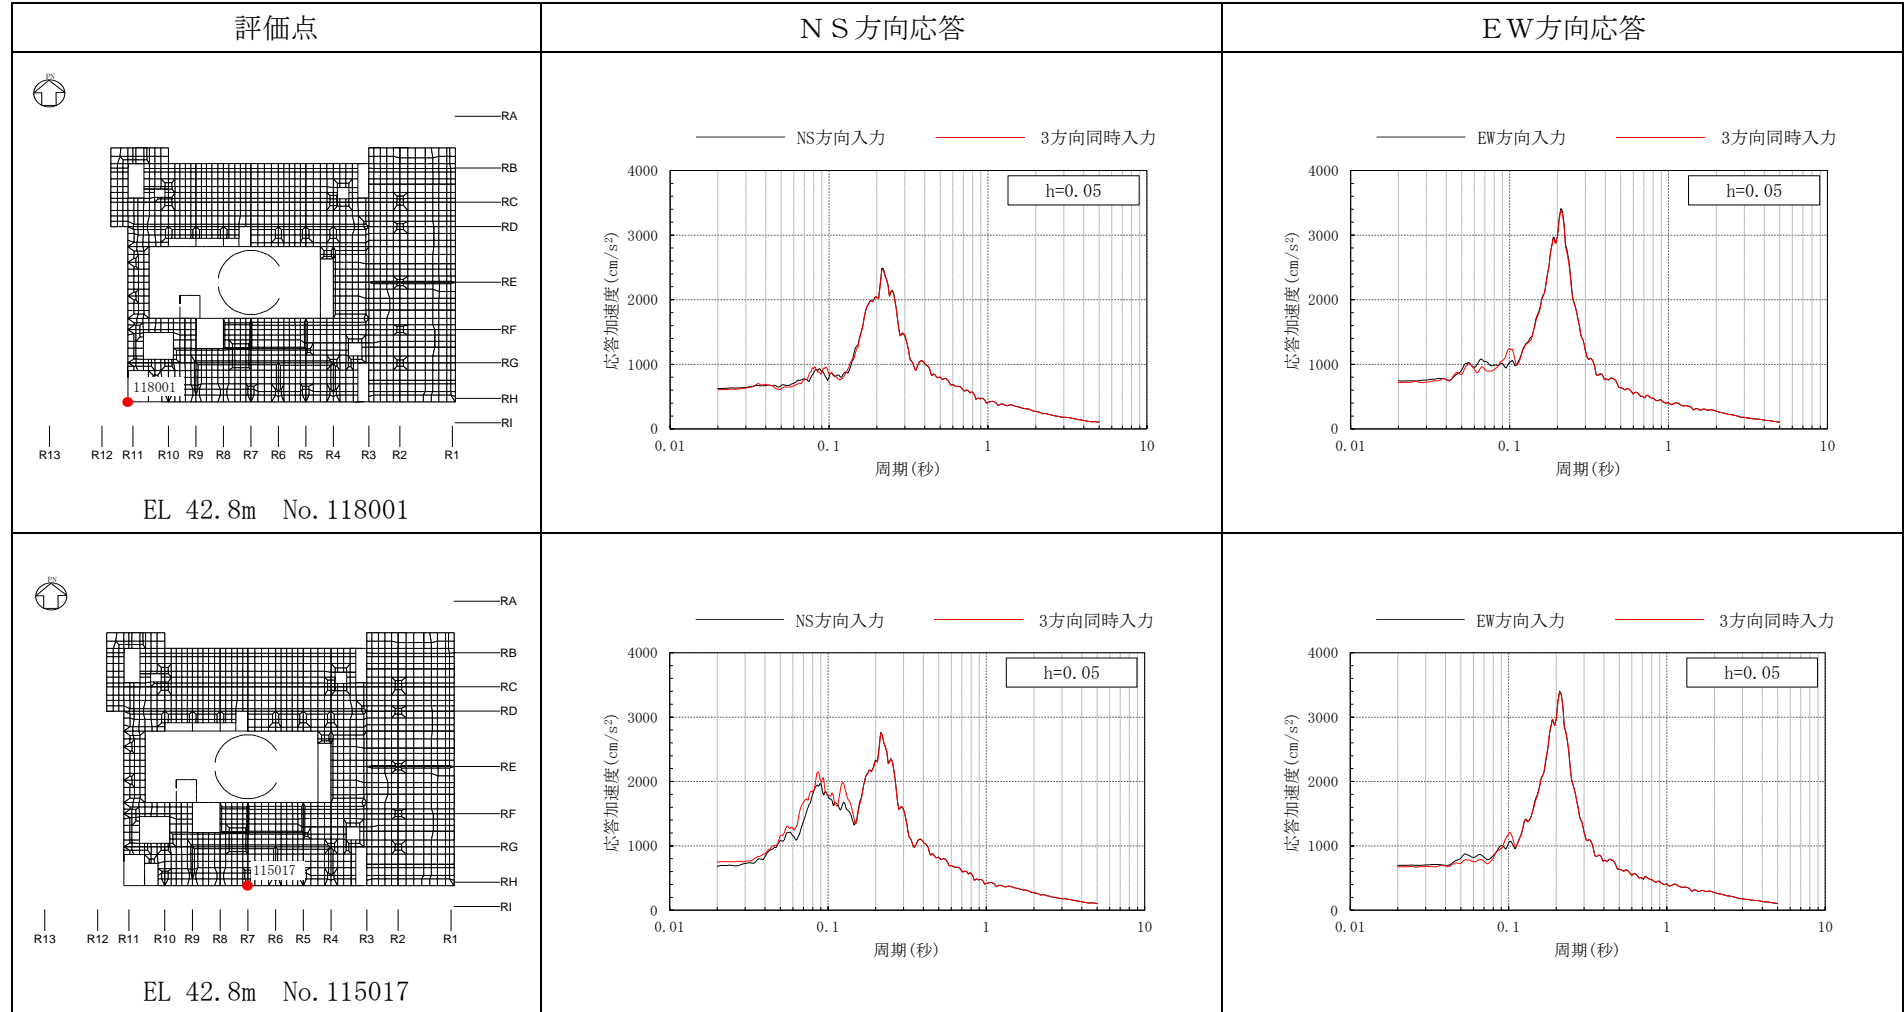 評価点
ＮＳ方向応答
ＥＷ方向応答
PN
RA
RB
RC
RD
RE
RF
RG
RH
RI
118001
R13 R12 R11 R10 R9 R8 R7 R6 R5 R4 R3 R2 R1
EL 42.8m No.118001
NS方向入力 3方向同時入力
h=0.05
4000
3000
2000
1000
0
応答加速度(cm/s²)
0.01 0.1 1 10
周期(秒)
EW方向入力 3方向同時入力
h=0.05
4000
3000
2000
1000
0
応答加速度(cm/s²)
0.01 0.1 1 10
周期(秒)
PN
RA
RB
RC
RD
RE
RF
RG
RH
RI
115017
R13 R12 R11 R10 R9 R8 R7 R6 R5 R4 R3 R2 R1
EL 42.8m No.115017
NS方向入力 3方向同時入力
h=0.05
4000
3000
2000
1000
0
応答加速度(cm/s²)
0.01 0.1 1 10
周期(秒)
EW方向入力 3方向同時入力
h=0.05
4000
3000
2000
1000
0
応答加速度(cm/s²)
0.01 0.1 1 10
周期(秒)